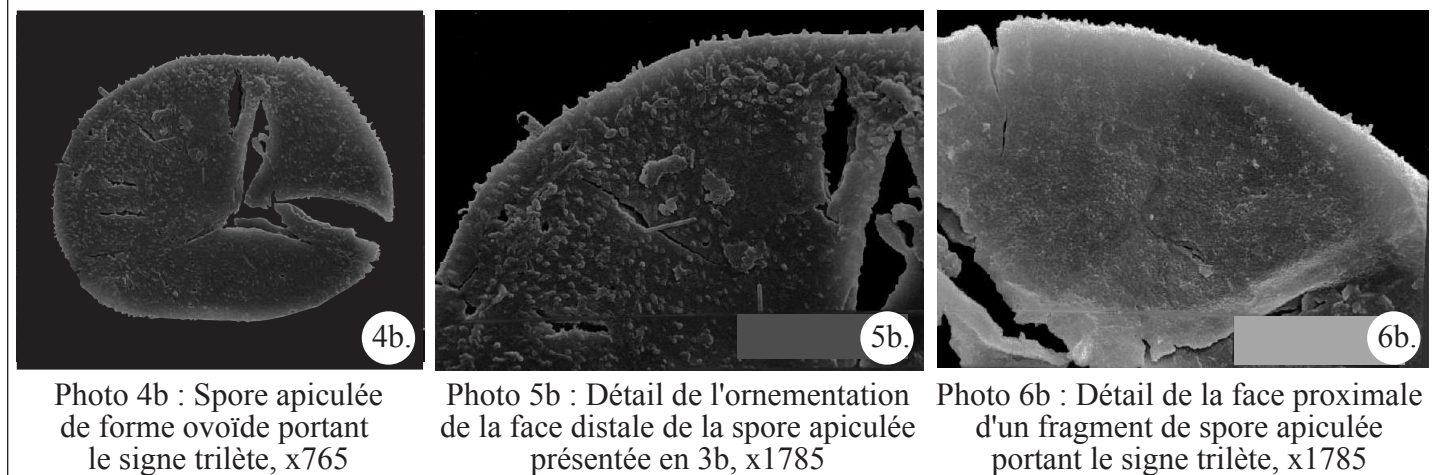 4b.
5b.
6b.
Photo 4b : Spore apiculée
de forme ovoïde portant
le signe trilète, x765
Photo 5b : Détail de l'ornementation
de la face distale de la spore apiculée
présentée en 3b, x1785
Photo 6b : Détail de la face proximale
d'un fragment de spore apiculée
portant le signe trilète, x1785